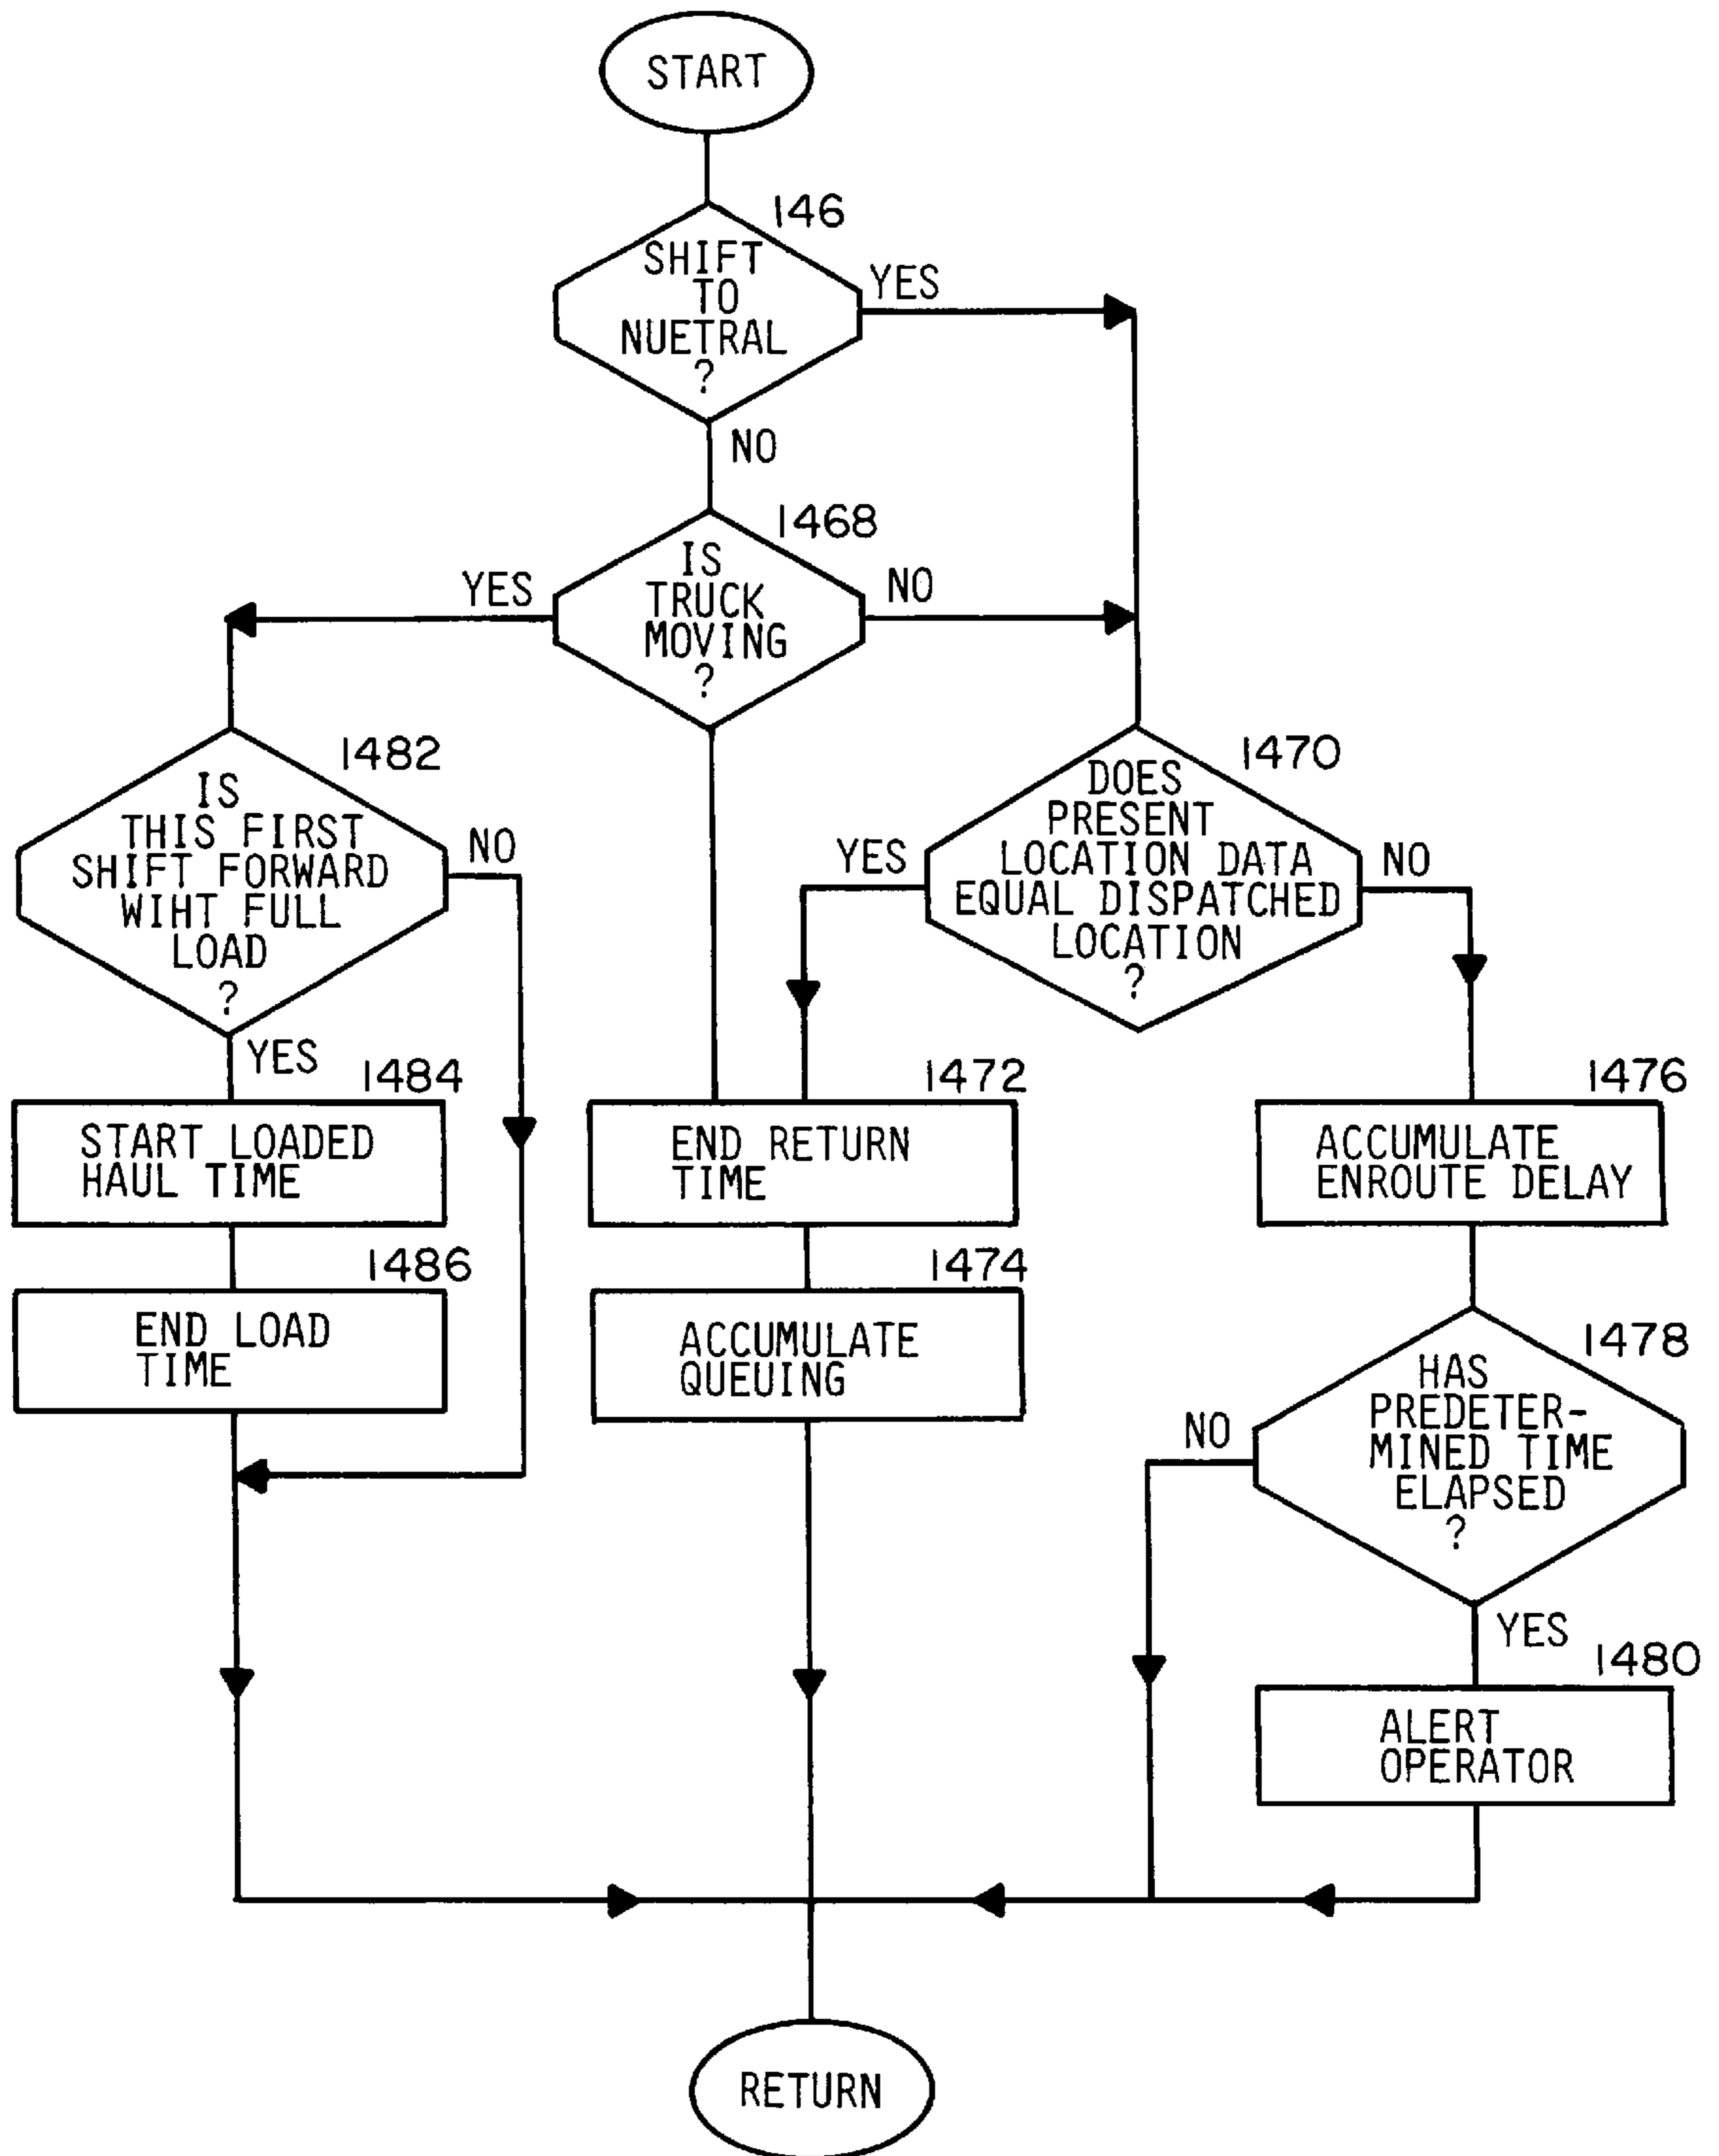 START
146
SHIFT
TO
NUETRAL
?
YES
NO
1468
IS
TRUCK
MOVING
?
YES
NO
1482
IS
THIS FIRST
SHIFT FORWARD
WIHT FULL
LOAD
?
NO
YES
1470
DOES
PRESENT
LOCATION DATA
EQUAL DISPATCHED
LOCATION
?
YES
NO
1484
START LOADED
HAUL TIME
1486
END LOAD
TIME
1472
END RETURN
TIME
1474
ACCUMULATE
QUEUING
1476
ACCUMULATE
ENROUTE DELAY
1478
HAS
PREDETER-
MINED TIME
ELAPSED
?
NO
YES
1480
ALERT
OPERATOR
RETURN